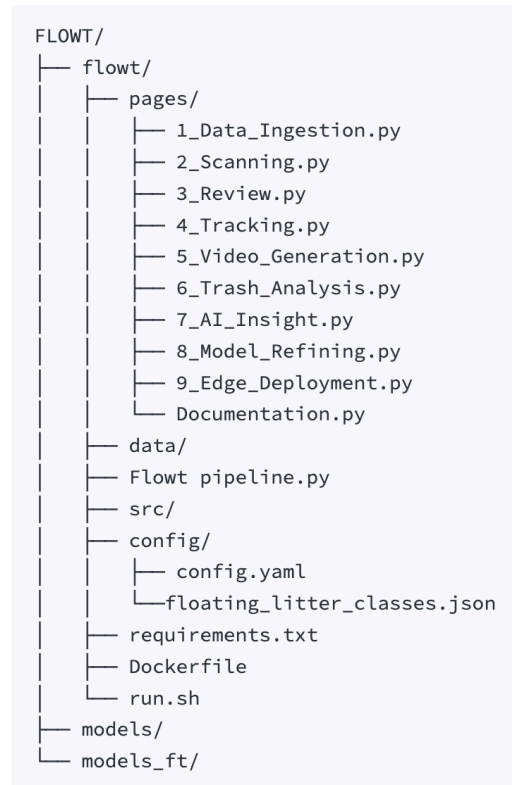 FLOWT/
├── flowt/
│   ├── pages/
│   │   ├── 1_Data_Ingestion.py
│   │   ├── 2_Scanning.py
│   │   ├── 3_Review.py
│   │   ├── 4_Tracking.py
│   │   ├── 5_Video_Generation.py
│   │   ├── 6_Trash_Analysis.py
│   │   ├── 7_AI_Insight.py
│   │   ├── 8_Model_Refining.py
│   │   ├── 9_Edge_Deployment.py
│   │   └── Documentation.py
│   ├── data/
│   ├── Flowt pipeline.py
│   ├── src/
│   ├── config/
│   │   ├── config.yaml
│   │   └──floating_litter_classes.json
│   ├── requirements.txt
│   ├── Dockerfile
│   └── run.sh
├── models/
└── models_ft/